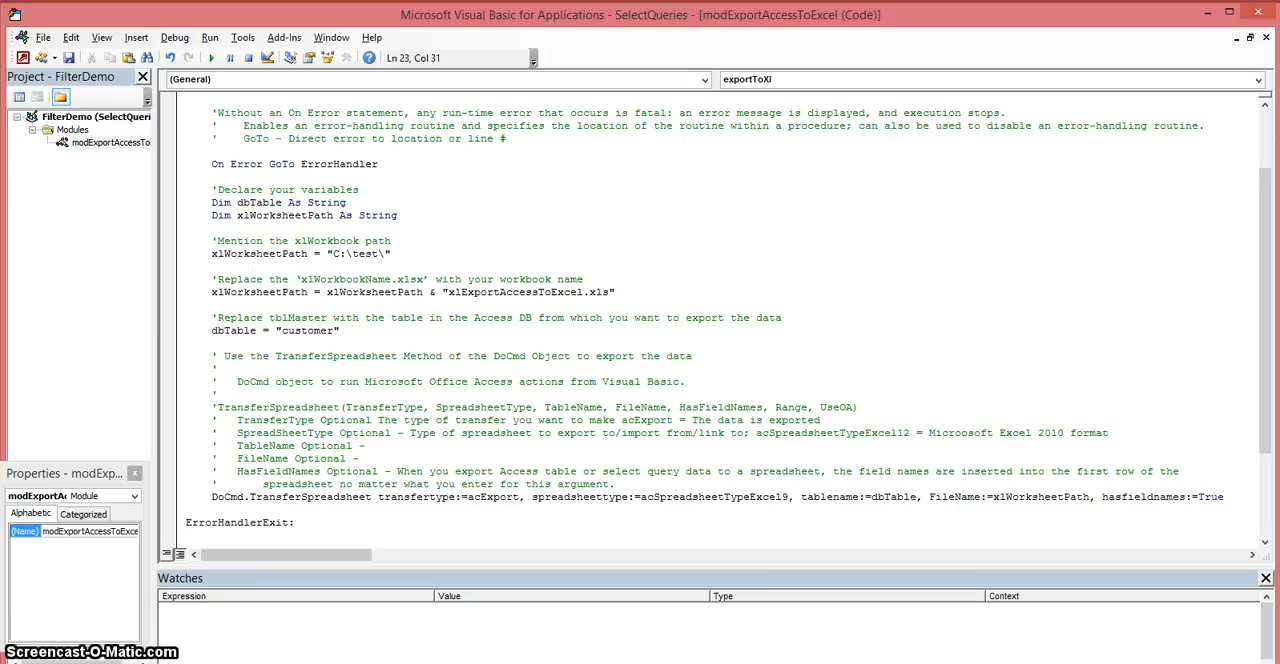 Microsoft Visual Basic for Applications - SelectQueries - [modExportAccessToExcel (Code)]
File Edit View Insert Debug Run Tools Add-Ins Window Help
Ln 23, Col 31
Project - FilterDemo
(General) exportToXl
FilterDemo (SelectQueri
Modules
modExportAccessTo
'Without an On Error statement, any run-time error that occurs is fatal: an error message is displayed, and execution stops.
' Enables an error-handling routine and specifies the location of the routine within a procedure; can also be used to disable an error-handling routine.
' GoTo - Direct error to location or line #
On Error GoTo ErrorHandler
'Declare your variables
Dim dbTable As String
Dim xlWorksheetPath As String
'Mention the xlWorkbook path
xlWorksheetPath = "C:\test\"
'Replace the ‘xlWorkbookName.xlsx’ with your workbook name
xlWorksheetPath = xlWorksheetPath & "xlExportAccessToExcel.xls"
'Replace tblMaster with the table in the Access DB from which you want to export the data
dbTable = "customer"
' Use the TransferSpreadsheet Method of the DoCmd Object to export the data
'
' DoCmd object to run Microsoft Office Access actions from Visual Basic.
'
'TransferSpreadsheet(TransferType, SpreadsheetType, TableName, FileName, HasFieldNames, Range, UseOA)
' TransferType Optional The type of transfer you want to make acExport = The data is exported
' SpreadSheetType Optional - Type of spreadsheet to export to/import from/link to; acSpreadsheetTypeExcel12 = Microosoft Excel 2010 format
' TableName Optional -
' FileName Optional -
' HasFieldNames Optional - When you export Access table or select query data to a spreadsheet, the field names are inserted into the first row of the
' spreadsheet no matter what you enter for this argument.
DoCmd.TransferSpreadsheet transfertype:=acExport, spreadsheettype:=acSpreadsheetTypeExcel9, tablename:=dbTable, FileName:=xlWorksheetPath, hasfieldnames:=True
ErrorHandlerExit:
Properties - modExp...
modExportAc Module
Alphabetic Categorized
(Name) modExportAccessToExce
Watches
Expression Value Type Context
Screencast-O-Matic.com